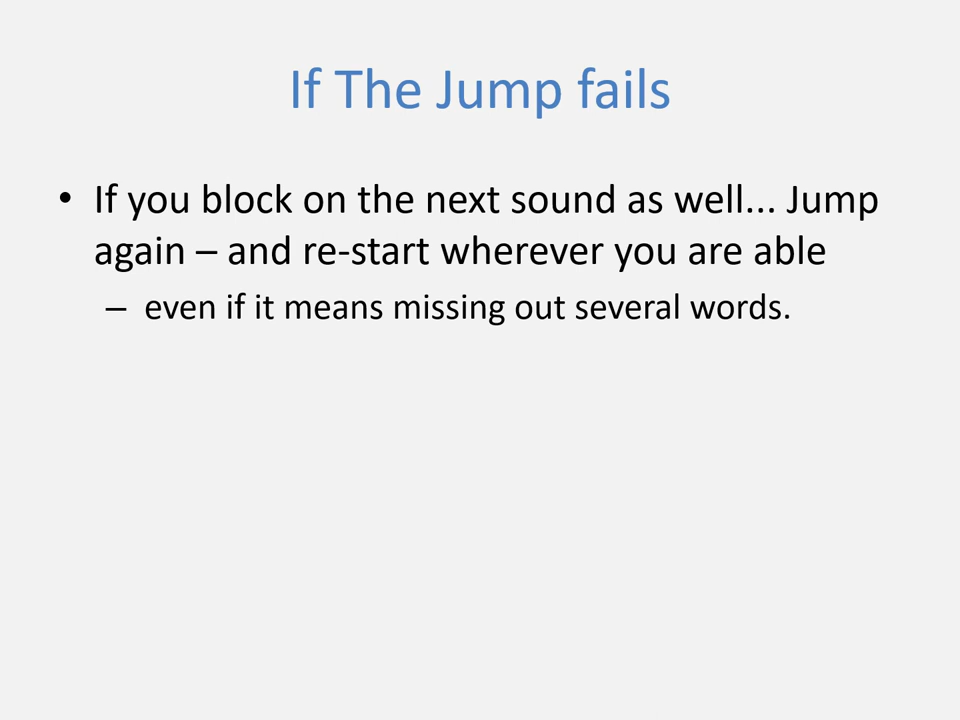 If The Jump fails
• If you block on the next sound as well... Jump
again – and re-start wherever you are able
– even if it means missing out several words.